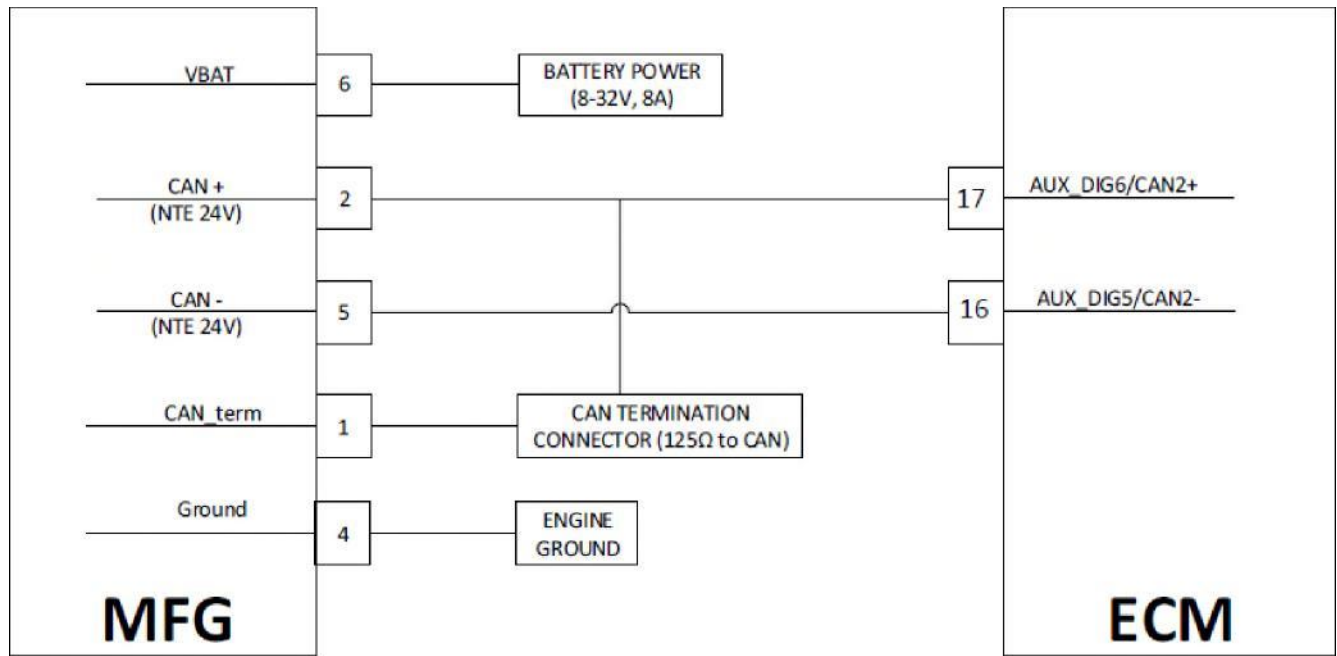 VBAT
6
BATTERY POWER
(8-32V, 8A)
CAN +
(NTE 24V)
2
17
AUX_DIG6/CAN2+
CAN -
(NTE 24V)
5
16
AUX_DIG5/CAN2-
CAN_term
1
CAN TERMINATION
CONNECTOR (125Ω to CAN)
Ground
4
ENGINE
GROUND
MFG
ECM